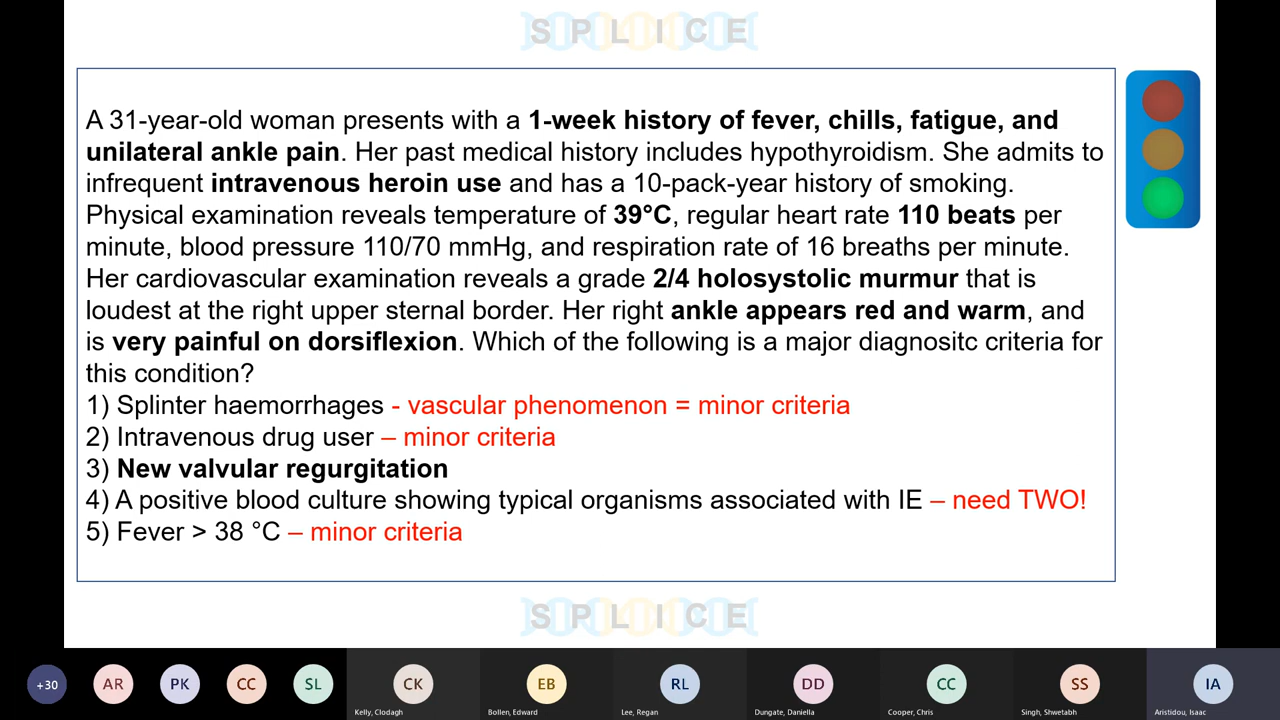 S P L I C E
A 31-year-old woman presents with a 1-week history of fever, chills, fatigue, and
unilateral ankle pain. Her past medical history includes hypothyroidism. She admits to
infrequent intravenous heroin use and has a 10-pack-year history of smoking.
Physical examination reveals temperature of 39°C, regular heart rate 110 beats per
minute, blood pressure 110/70 mmHg, and respiration rate of 16 breaths per minute.
Her cardiovascular examination reveals a grade 2/4 holosystolic murmur that is
loudest at the right upper sternal border. Her right ankle appears red and warm, and
is very painful on dorsiflexion. Which of the following is a major diagnositc criteria for
this condition?
1) Splinter haemorrhages - vascular phenomenon = minor criteria
2) Intravenous drug user – minor criteria
3) New valvular regurgitation
4) A positive blood culture showing typical organisms associated with IE – need TWO!
5) Fever > 38 °C – minor criteria
S P L I C E
+30 AR PK CC SL CK EB RL DD CC SS IA
Kelly, Clodagh Bollen, Edward Lee, Regan Dungate, Daniella Cooper, Chris Singh, Shwetabh Aristidou, Isaac